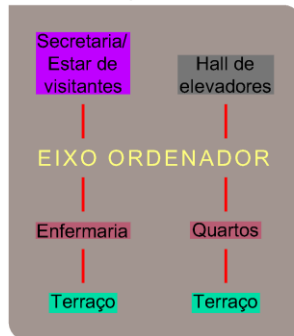 Secretaria/
Estar de
visitantes
Hall de
elevadores
EIXO ORDENADOR
Enfermaria
Quartos
Terraço
Terraço